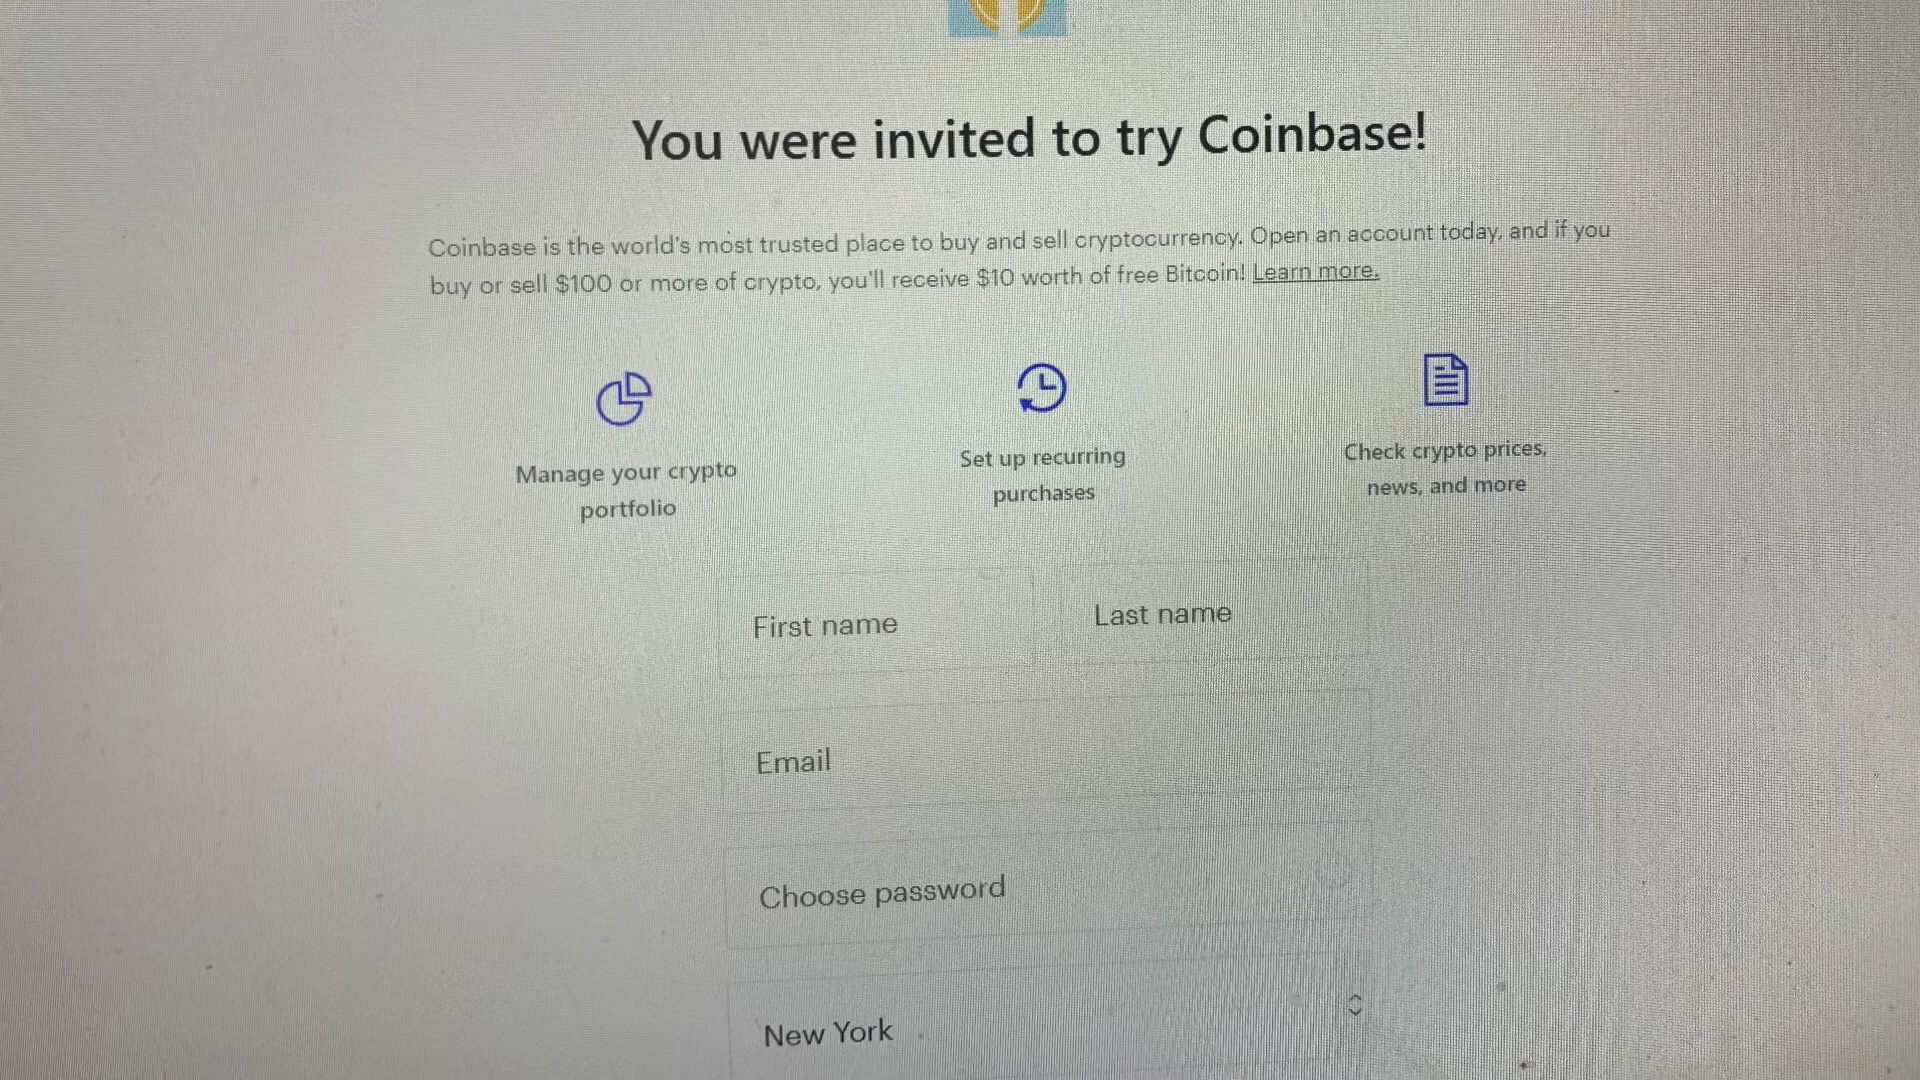 You were invited to try Coinbase!
Coinbase is the world's most trusted place to buy and sell cryptocurrency. Open an account today, and if you
buy or sell $100 or more of crypto, you'll receive $10 worth of free Bitcoin! Learn more.
Manage your crypto
portfolio
Set up recurring
purchases
Check crypto prices,
news, and more
First name
Last name
Email
Choose password
New York